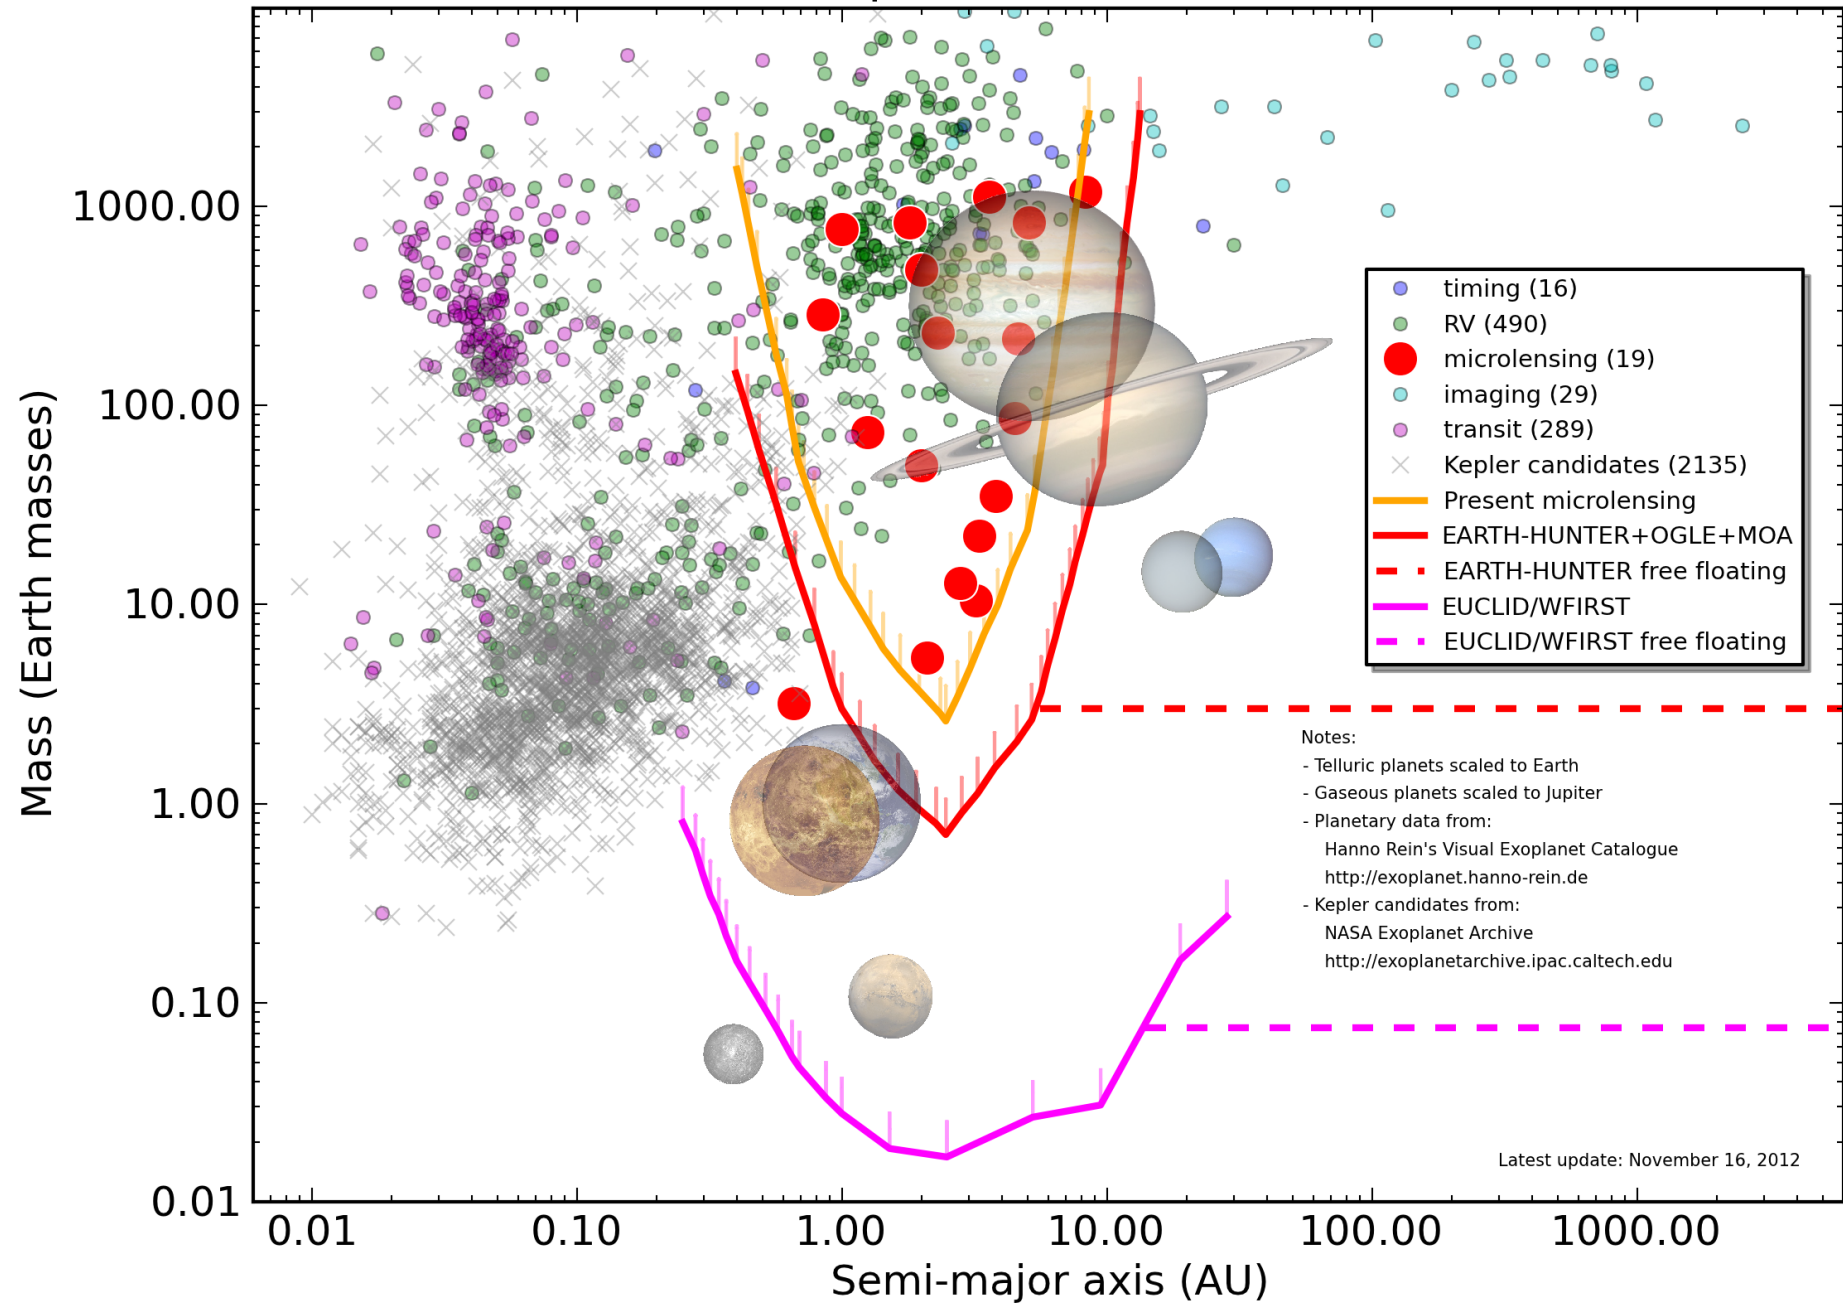 Mass (Earth masses)
1000.00
100.00
10.00
1.00
0.10
0.01
0.01
0.10
1.00
10.00
100.00
1000.00
Semi-major axis (AU)
timing (16)
RV (490)
microlensing (19)
imaging (29)
transit (289)
Kepler candidates (2135)
Present microlensing
EARTH-HUNTER+OGLE+MOA
EARTH-HUNTER free floating
EUCLID/WFIRST
EUCLID/WFIRST free floating
Notes:
- Telluric planets scaled to Earth
- Gaseous planets scaled to Jupiter
- Planetary data from:
Hanno Rein's Visual Exoplanet Catalogue
http://exoplanet.hanno-rein.de
- Kepler candidates from:
NASA Exoplanet Archive
http://exoplanetarchive.ipac.caltech.edu
Latest update: November 16, 2012